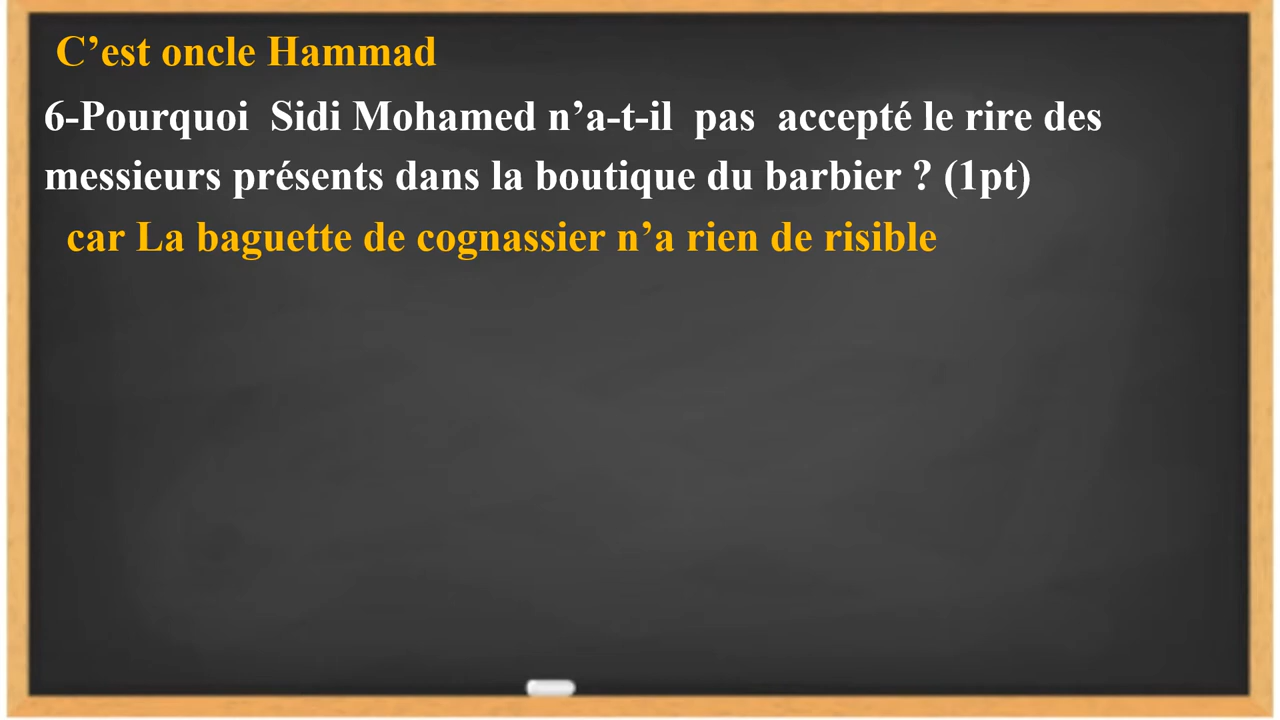 C’est oncle Hammad
6-Pourquoi Sidi Mohamed n’a-t-il pas accepté le rire des
messieurs présents dans la boutique du barbier ? (1pt)
car La baguette de cognassier n’a rien de risible